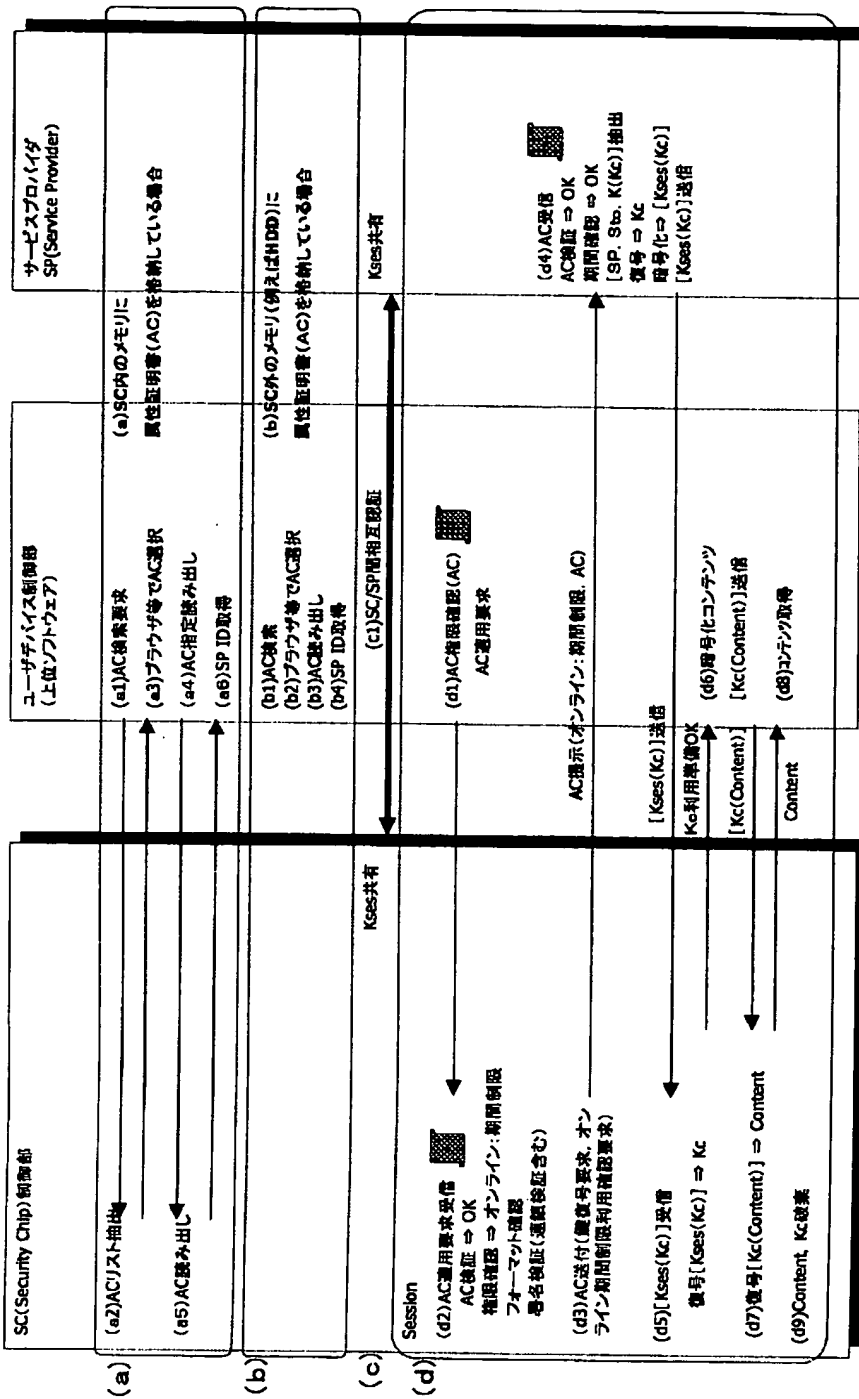 SC(Security Chip)制御部
ユーザデバイス制御部
(上位ソフトウェア)
サービスプロバイダ
SP(Service Provider)
(a)
(a1)AC検索要求
(a2)ACリスト抽出
(a3)ブラウザ等でAC選択
(a4)AC指定読み出し
(a5)AC読み出し
(a6)SP ID取得
(a)SC内のメモリに
属性証明書(AC)を格納している場合
(b)
(b1)AC検索
(b2)ブラウザ等でAC選択
(b3)AC読み出し
(b4)SP ID取得
(b)SC外のメモリ(例えばHDD)に
属性証明書(AC)を格納している場合
(c)
Kses共有
(c1)SC/SP間相互認証
Kses共有
(d)
Session
(d1)AC権限確認(AC)
AC適用要求
(d2)AC適用要求受信
AC検証 ⇒ OK
権限確認 ⇒ オンライン:期間制限
フォーマット確認
署名検証(連鎖検証含む)
(d3)AC送付(鍵復号要求, オン
ライン期間制限利用確認要求)
AC提示(オンライン:期間制限, AC)
(d4)AC受信
AC検証 ⇒ OK
期間確認 ⇒ OK
[SP. Sto. K(Kc)]抽出
復号 ⇒ Kc
暗号化⇒ [Kses(Kc)]
[Kses(Kc)]送信
[Kses(Kc)]送信
(d5)[Kses(Kc)]受信
復号[Kses(Kc)] ⇒ Kc
Kc利用準備OK
(d6)暗号化コンテンツ
[Kc(Content)]送信
[Kc(Content)]
(d7)復号[Kc(Content)] ⇒ Content
Content
(d8)コンテンツ取得
(d9)Content, Kc破棄